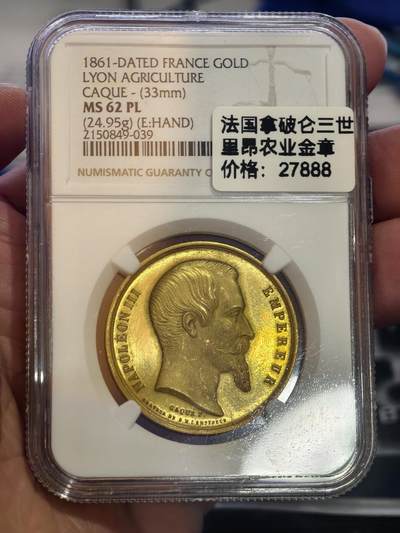 1861-DATED FRANCE GOLD
LYON AGRICULTURE
CAQUE - (33mm)
MS 62 PL
(24.95g) (E:HAND)
2150849-039
NUMISMATIC GUARANTY C
法国拿破仑三世
里昂农业金章
价格：27888
NAPOLÉON III
EMPEREUR
CAQUE F.